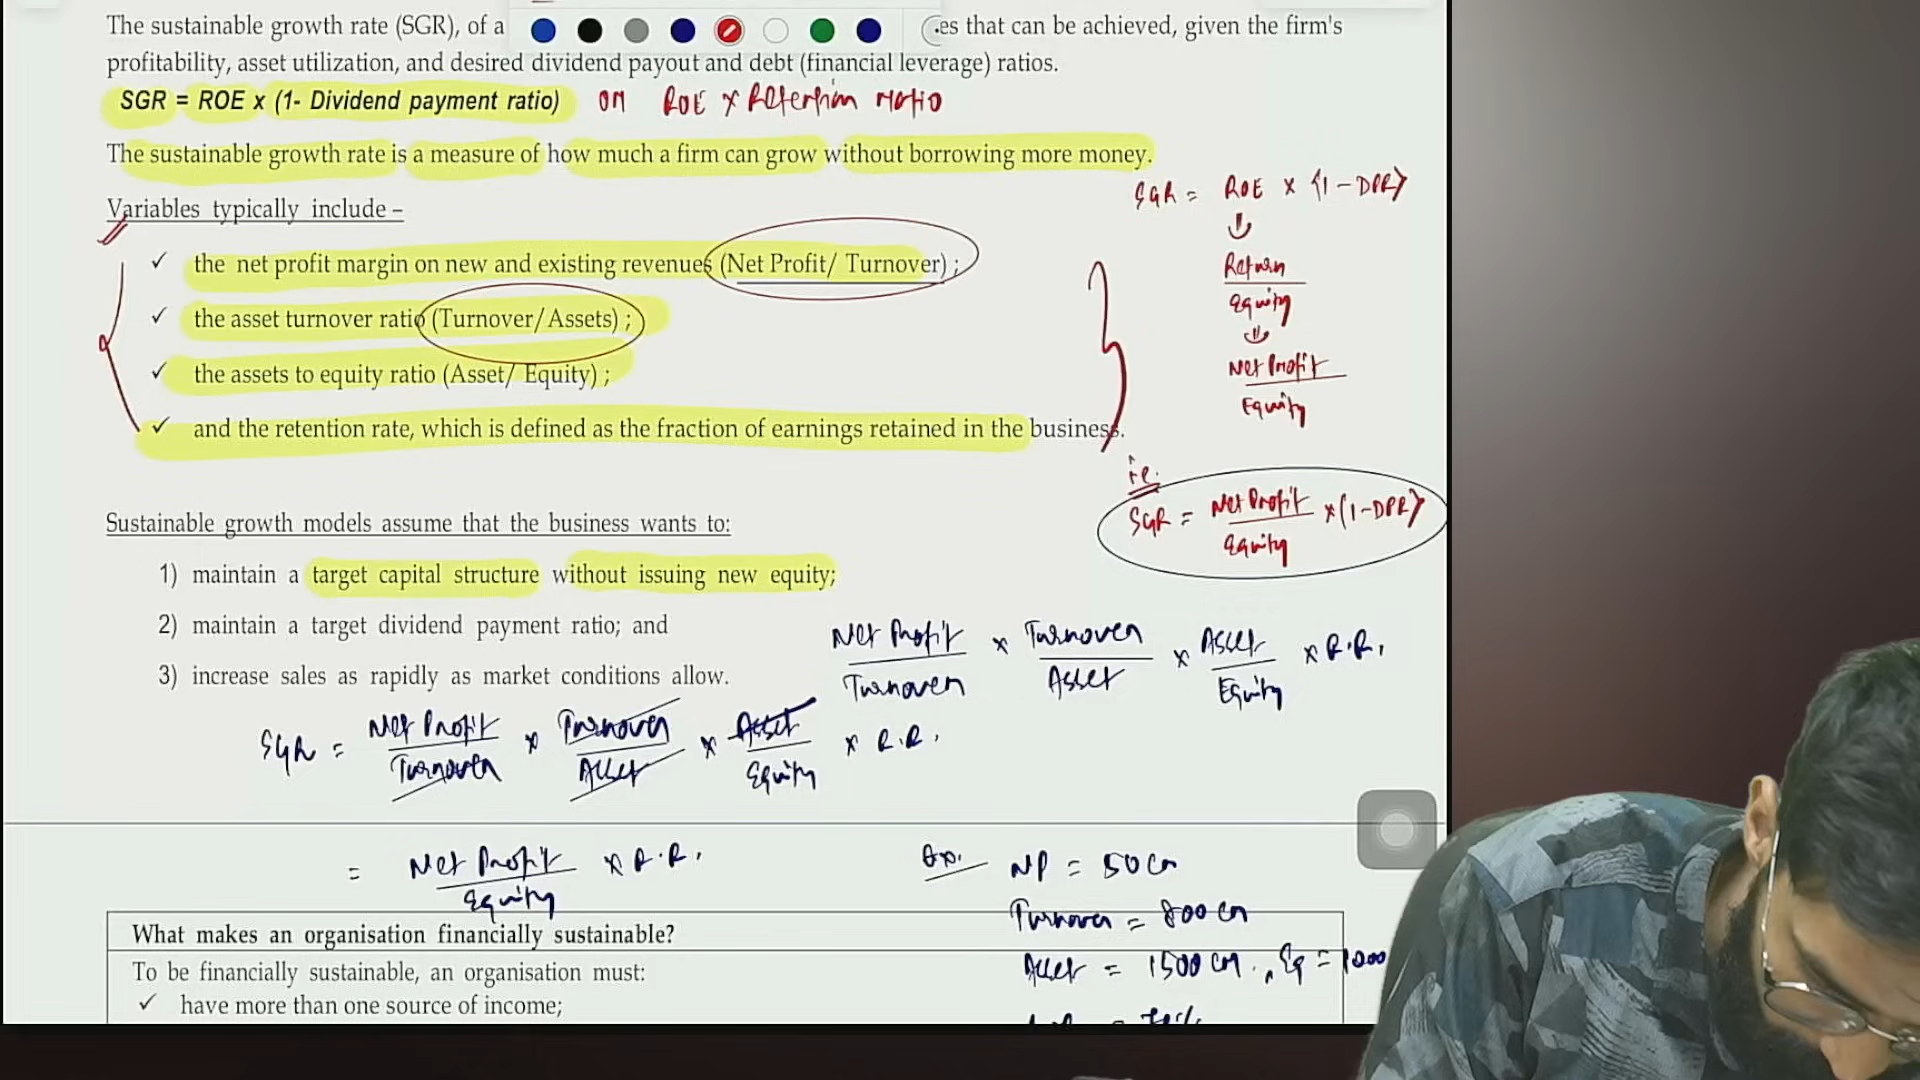 The sustainable growth rate (SGR), of a
es that can be achieved, given the firm's
profitability, asset utilization, and desired dividend payout and debt (financial leverage) ratios.
SGR = ROE x (1- Dividend payment ratio) or ROE x Retention ratio
The sustainable growth rate is a measure of how much a firm can grow without borrowing more money.
SGR = ROE x (1-DPR)
Variables typically include –
✓ the net profit margin on new and existing revenues (Net Profit/ Turnover) ;
Return
Equity
✓ the asset turnover ratio (Turnover/Assets) ;
✓ the assets to equity ratio (Asset/ Equity) ;
Net Profit
Equity
✓ and the retention rate, which is defined as the fraction of earnings retained in the business.
i.e.
SGR = Net Profit x (1-DPR)
Equity
Sustainable growth models assume that the business wants to:
1) maintain a target capital structure without issuing new equity;
2) maintain a target dividend payment ratio; and
3) increase sales as rapidly as market conditions allow.
Net Profit x Turnover x Asset x R.R.
Turnover Asset Equity
SGR = Net Profit x Turnover x Asset x R.R.
Turnover Asset Equity
= Net Profit x R.R.
Equity
Ex. NP = 50 cr
Turnover = 800 cr
Asset = 1500 cr., Eq = 1000
What makes an organisation financially sustainable?
To be financially sustainable, an organisation must:
✓ have more than one source of income;